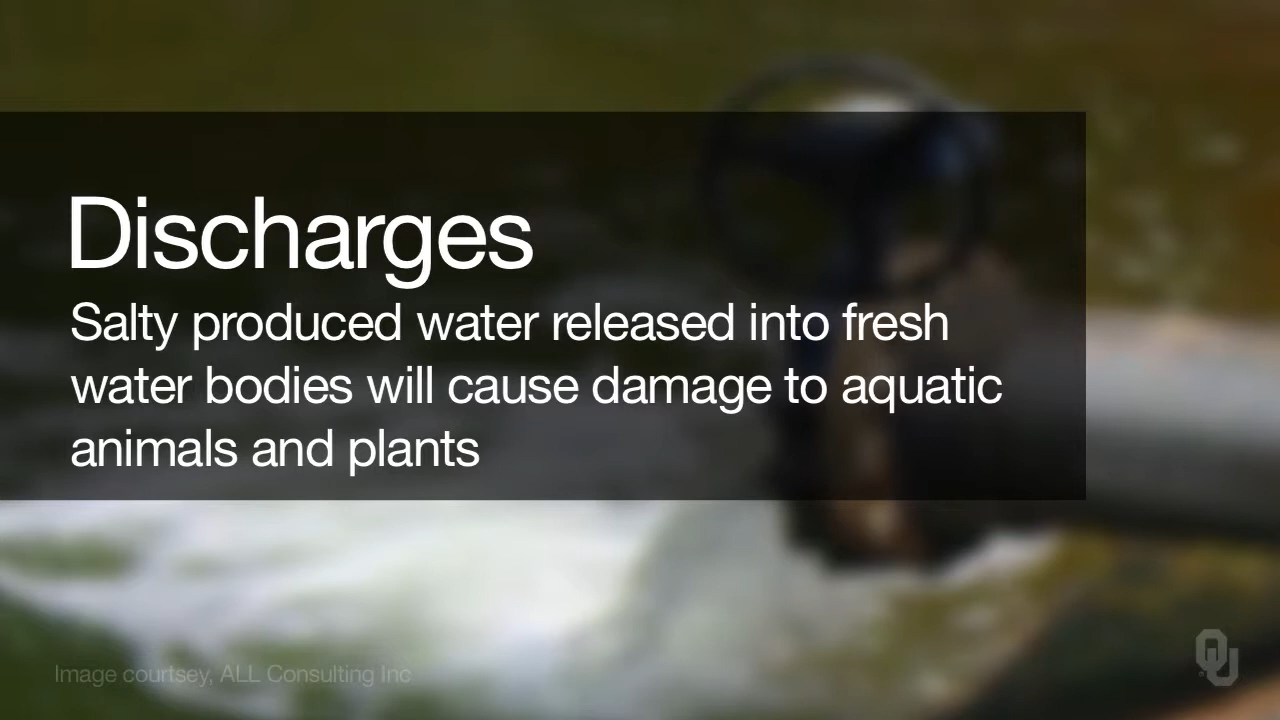 Discharges
Salty produced water released into fresh
water bodies will cause damage to aquatic
animals and plants
Image courtsey, ALL Consulting Inc
OU